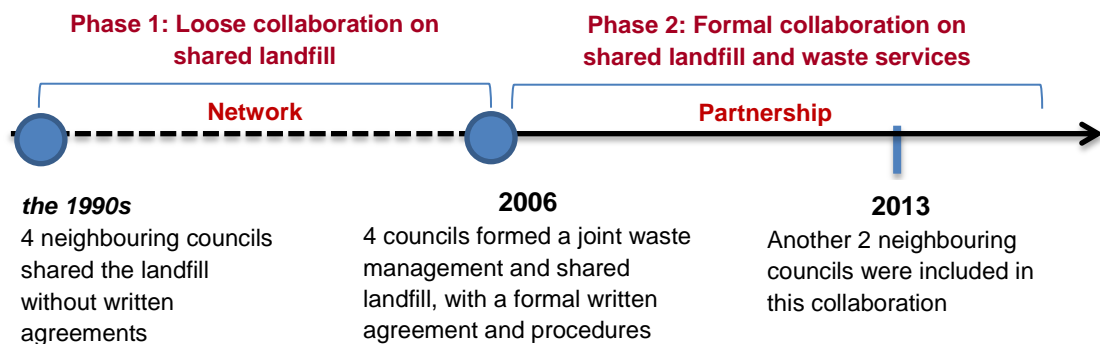 Phase 1: Loose collaboration on
shared landfill
Phase 2: Formal collaboration on
shared landfill and waste services
Network
Partnership
the 1990s
4 neighbouring councils
shared the landfill
without written
agreements
2006
4 councils formed a joint waste
management and shared
landfill, with a formal written
agreement and procedures
2013
Another 2 neighbouring
councils were included in
this collaboration